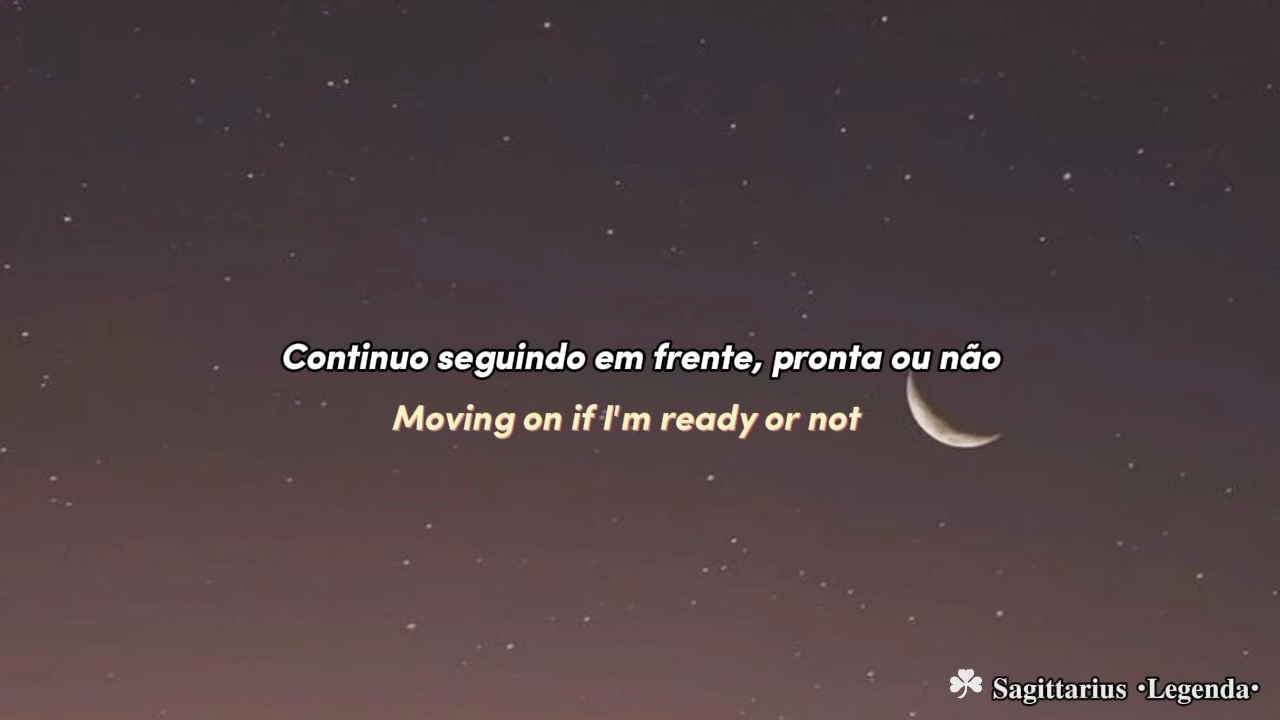 Continuo seguindo em frente, pronta ou não
Moving on if I'm ready or not
☘ Sagittarius •Legenda•